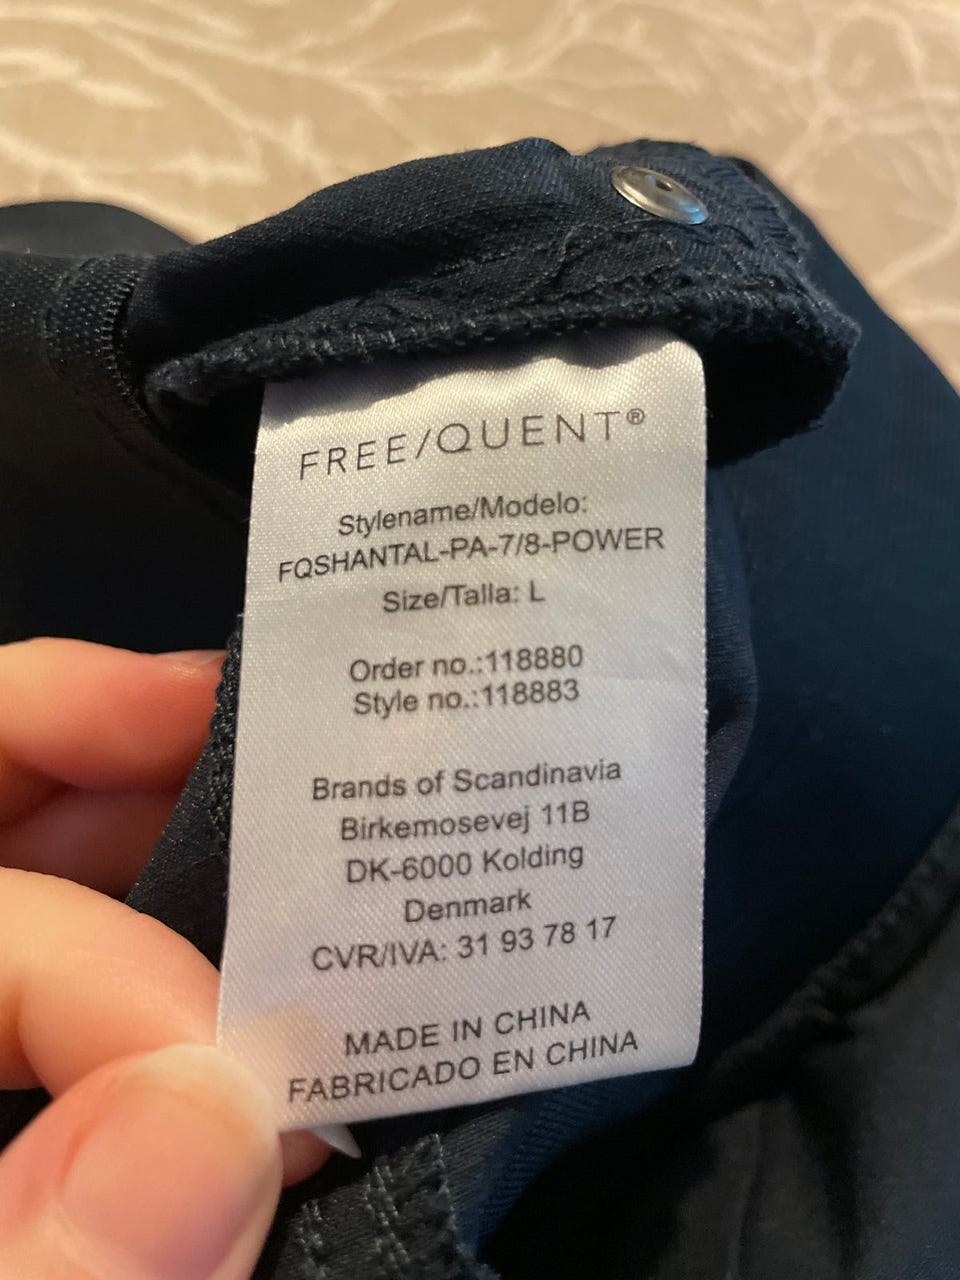 FREE/QUENT®
Stylename/Modelo:
FQSHANTAL-PA-7/8-POWER
Size/Talla: L
Order no.:118880
Style no.:118883
Brands of Scandinavia
Birkemosevej 11B
DK-6000 Kolding
Denmark
CVR/IVA: 31 93 78 17
MADE IN CHINA
FABRICADO EN CHINA